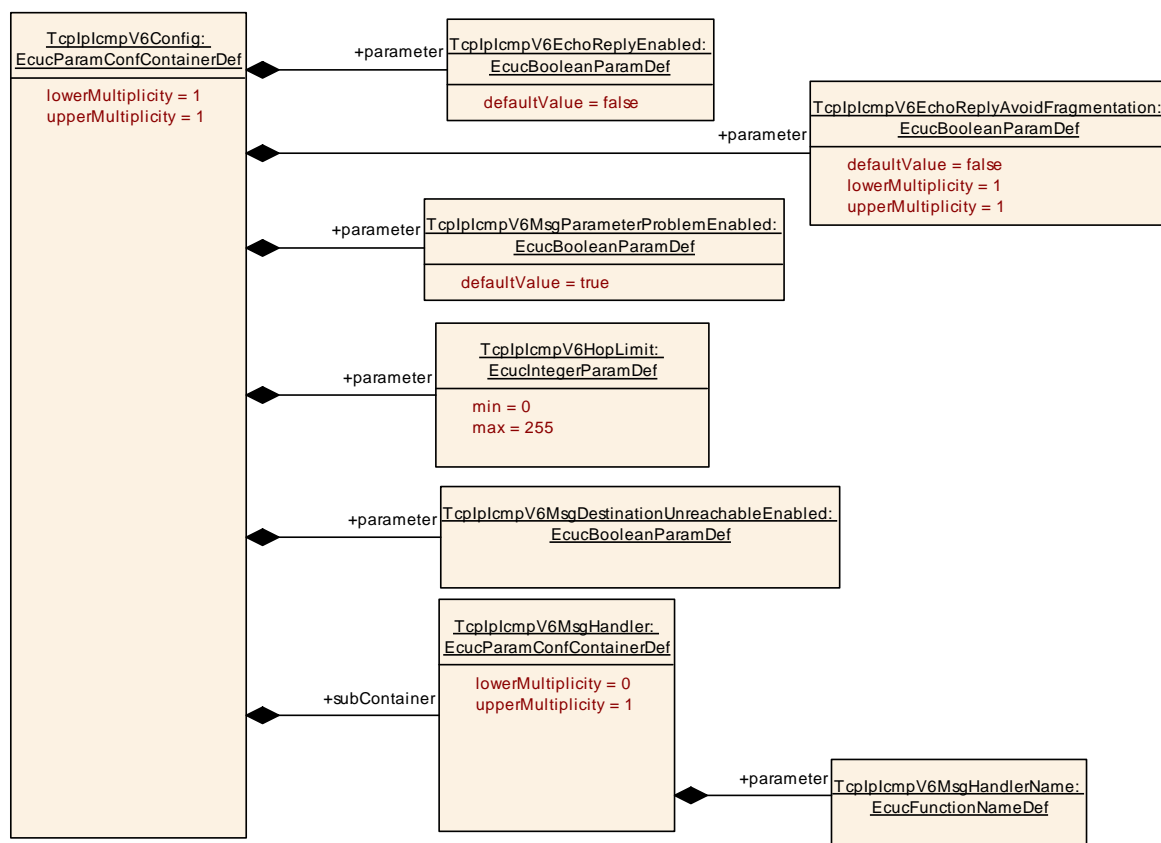 TcpIpIcmpV6Config:
EcucParamConfContainerDef
lowerMultiplicity = 1
upperMultiplicity = 1
+parameter
TcpIpIcmpV6EchoReplyEnabled:
EcucBooleanParamDef
defaultValue = false
+parameter
TcpIpIcmpV6EchoReplyAvoidFragmentation:
EcucBooleanParamDef
defaultValue = false
lowerMultiplicity = 1
upperMultiplicity = 1
+parameter
TcpIpIcmpV6MsgParameterProblemEnabled:
EcucBooleanParamDef
defaultValue = true
+parameter
TcpIpIcmpV6HopLimit:
EcucIntegerParamDef
min = 0
max = 255
+parameter
TcpIpIcmpV6MsgDestinationUnreachableEnabled:
EcucBooleanParamDef
+subContainer
TcpIpIcmpV6MsgHandler:
EcucParamConfContainerDef
lowerMultiplicity = 0
upperMultiplicity = 1
+parameter
TcpIpIcmpV6MsgHandlerName:
EcucFunctionNameDef